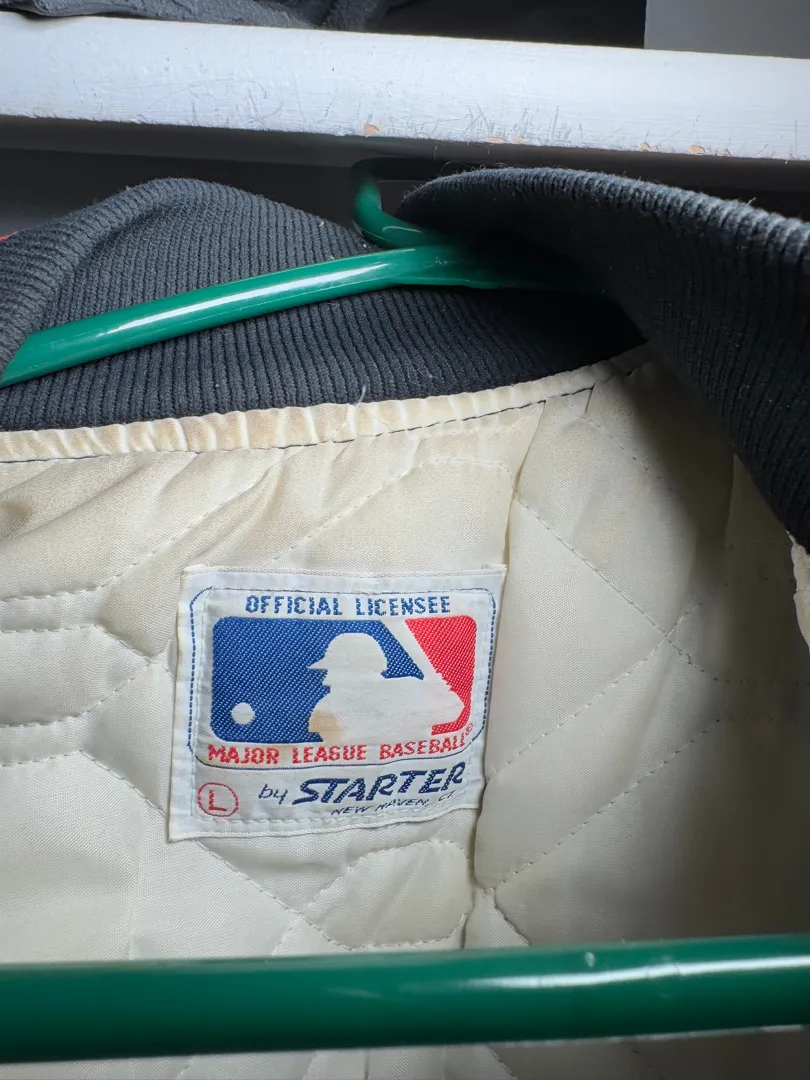 OFFICIAL LICENSEE
MAJOR LEAGUE BASEBALL®
L by STARTER
NEW HAVEN, CT.